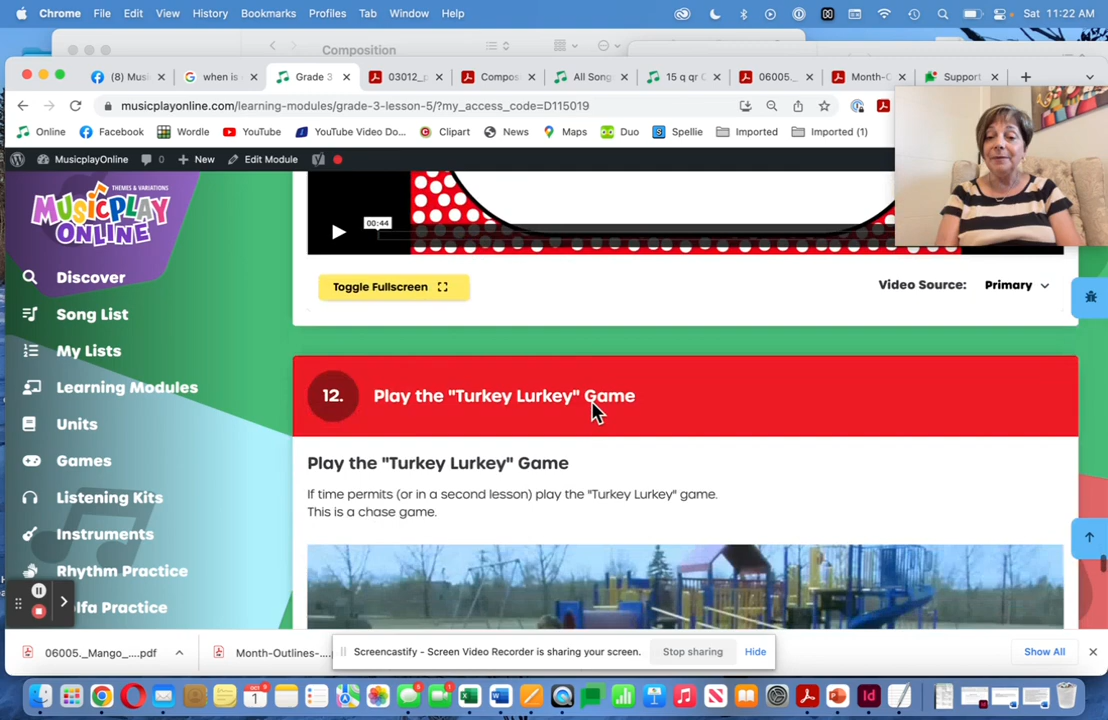 Chrome File Edit View History Bookmarks Profiles Tab Window Help
Sat 11:22 AM
Composition
(8) Musi
when is
Grade 3
03012_
Compos
All Song
15 q qr
06005.
Month-O
Support
musicplayonline.com/learning-modules/grade-3-lesson-5/?my_access_code=D115019
Online Facebook Wordle YouTube YouTube Video Do... Clipart News Maps Duo Spellie Imported Imported (1)
MusicplayOnline New Edit Module
THEMES & VARIATIONS
MUSICPLAY
ONLINE
Discover
Song List
My Lists
Learning Modules
Units
Games
Listening Kits
Instruments
Rhythm Practice
olfa Practice
00:44
Toggle Fullscreen
Video Source: Primary
12. Play the "Turkey Lurkey" Game
Play the "Turkey Lurkey" Game
If time permits (or in a second lesson) play the "Turkey Lurkey" game.
This is a chase game.
06005._Mango_....pdf
Month-Outlines-....p
Screencastify - Screen Video Recorder is sharing your screen.
Stop sharing
Hide
Show All